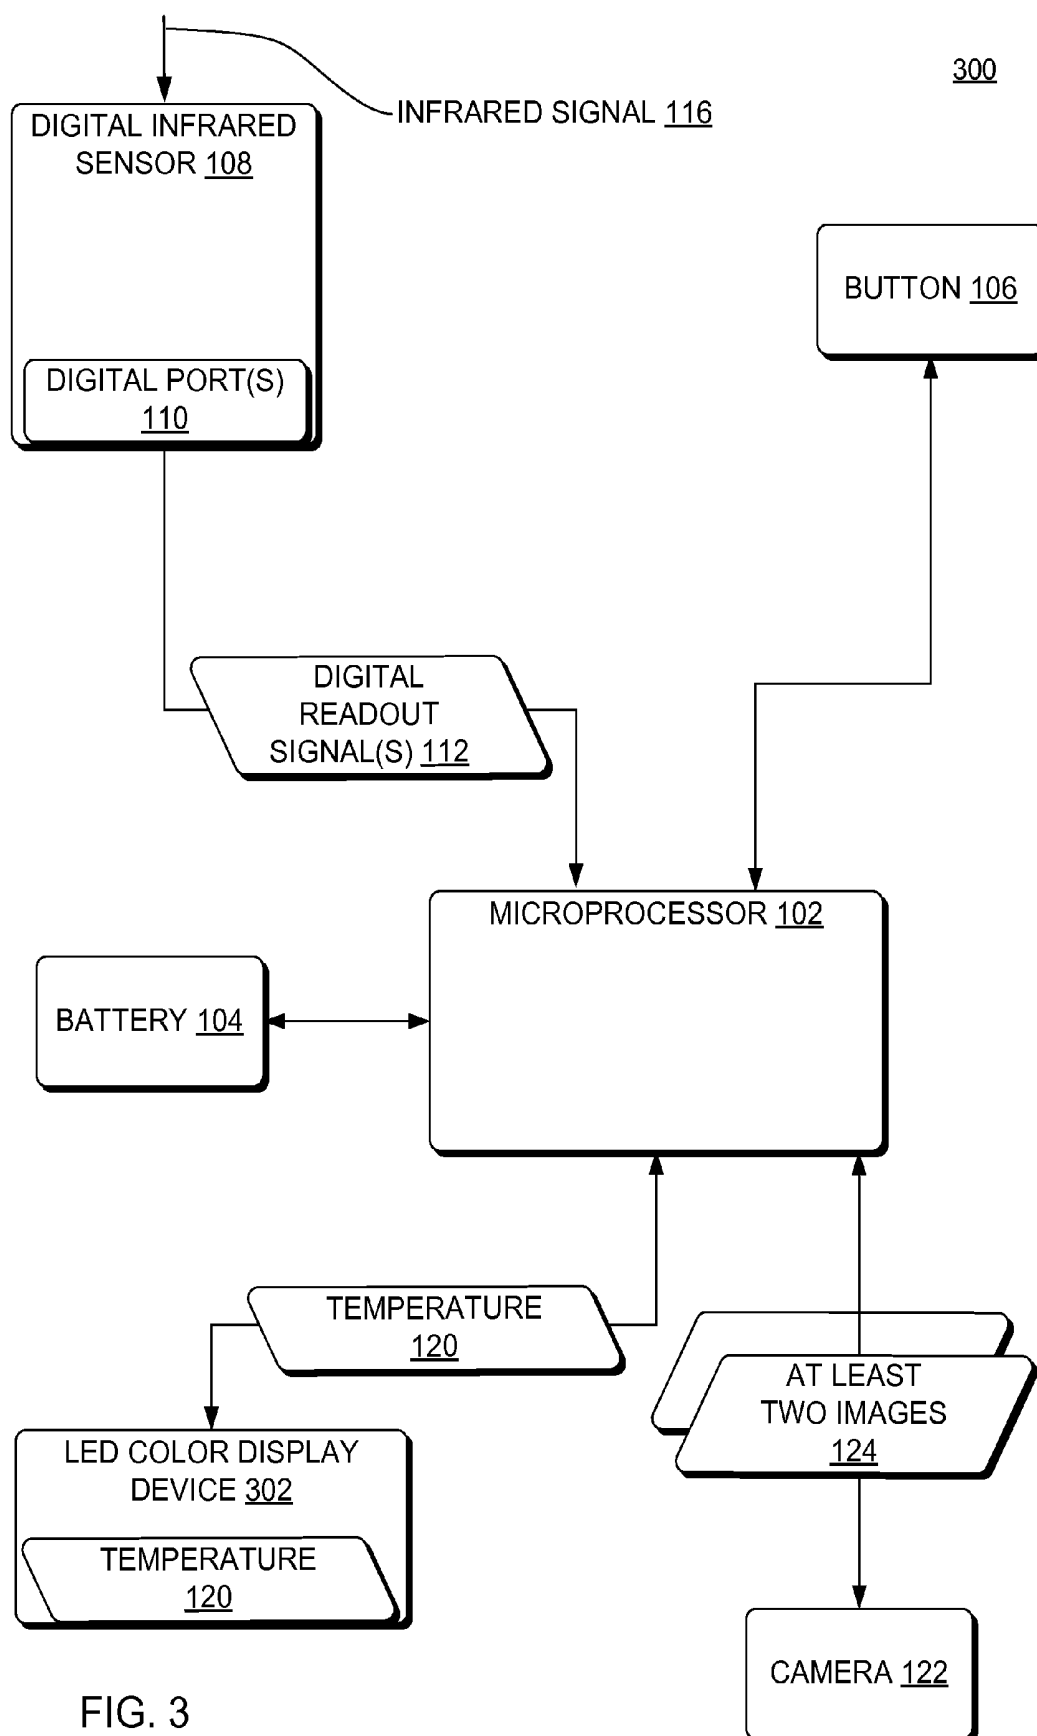 300
INFRARED SIGNAL 116
DIGITAL INFRARED
SENSOR 108
BUTTON 106
DIGITAL PORT(S)
110
DIGITAL
READOUT
SIGNAL(S) 112
MICROPROCESSOR 102
BATTERY 104
TEMPERATURE
120
AT LEAST
TWO IMAGES
124
LED COLOR DISPLAY
DEVICE 302
TEMPERATURE
120
CAMERA 122
FIG. 3